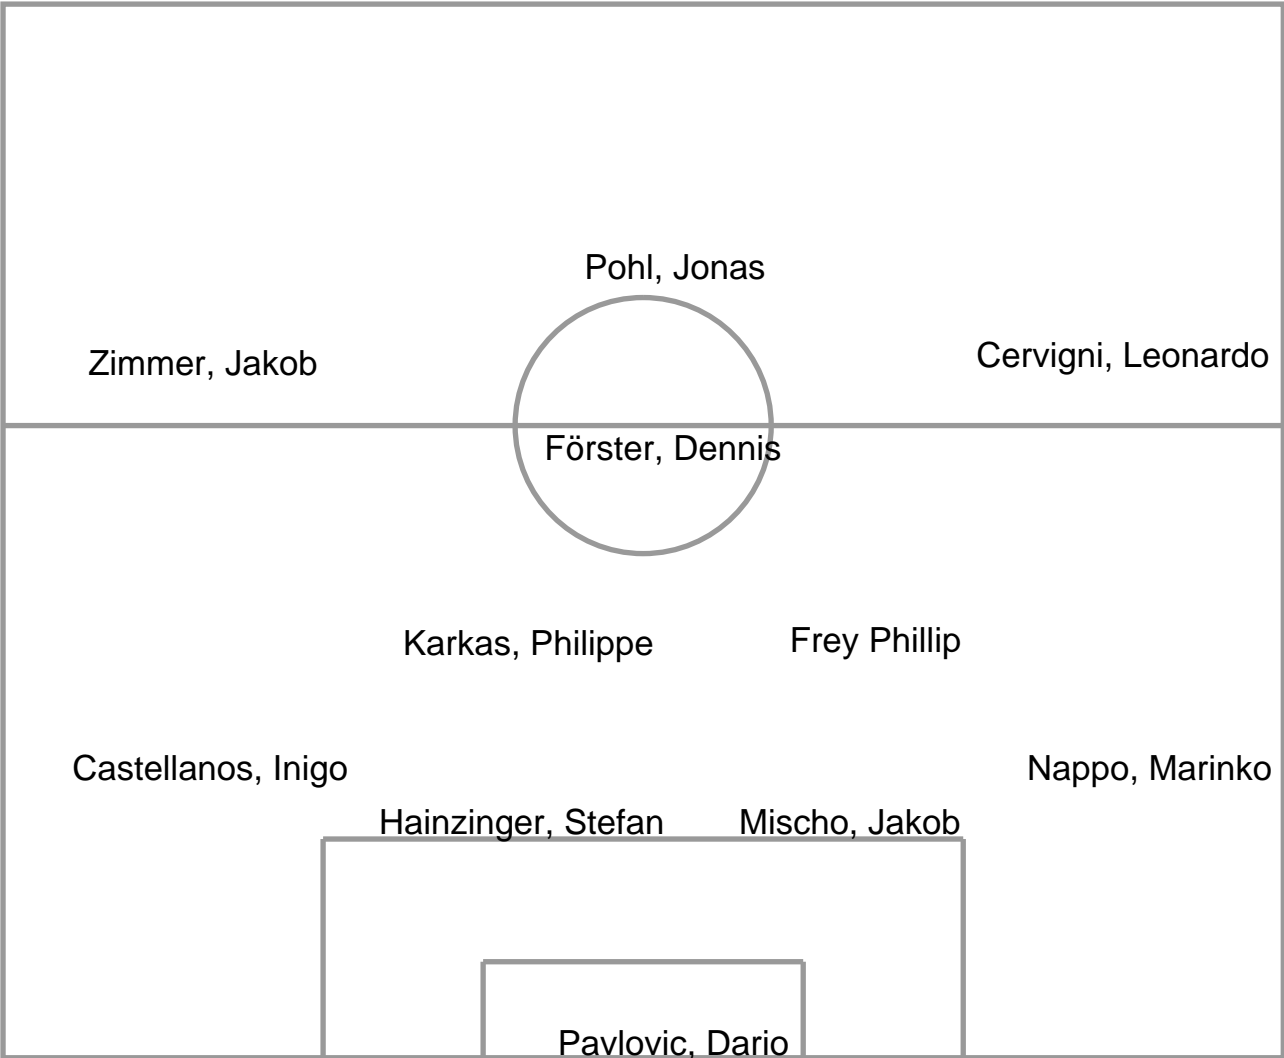 Pohl, Jonas
Zimmer, Jakob
Cervigni, Leonardo
Förster, Dennis
Karkas, Philippe
Frey Phillip
Castellanos, Inigo
Nappo, Marinko
Hainzinger, Stefan
Mischo, Jakob
Pavlovic, Dario